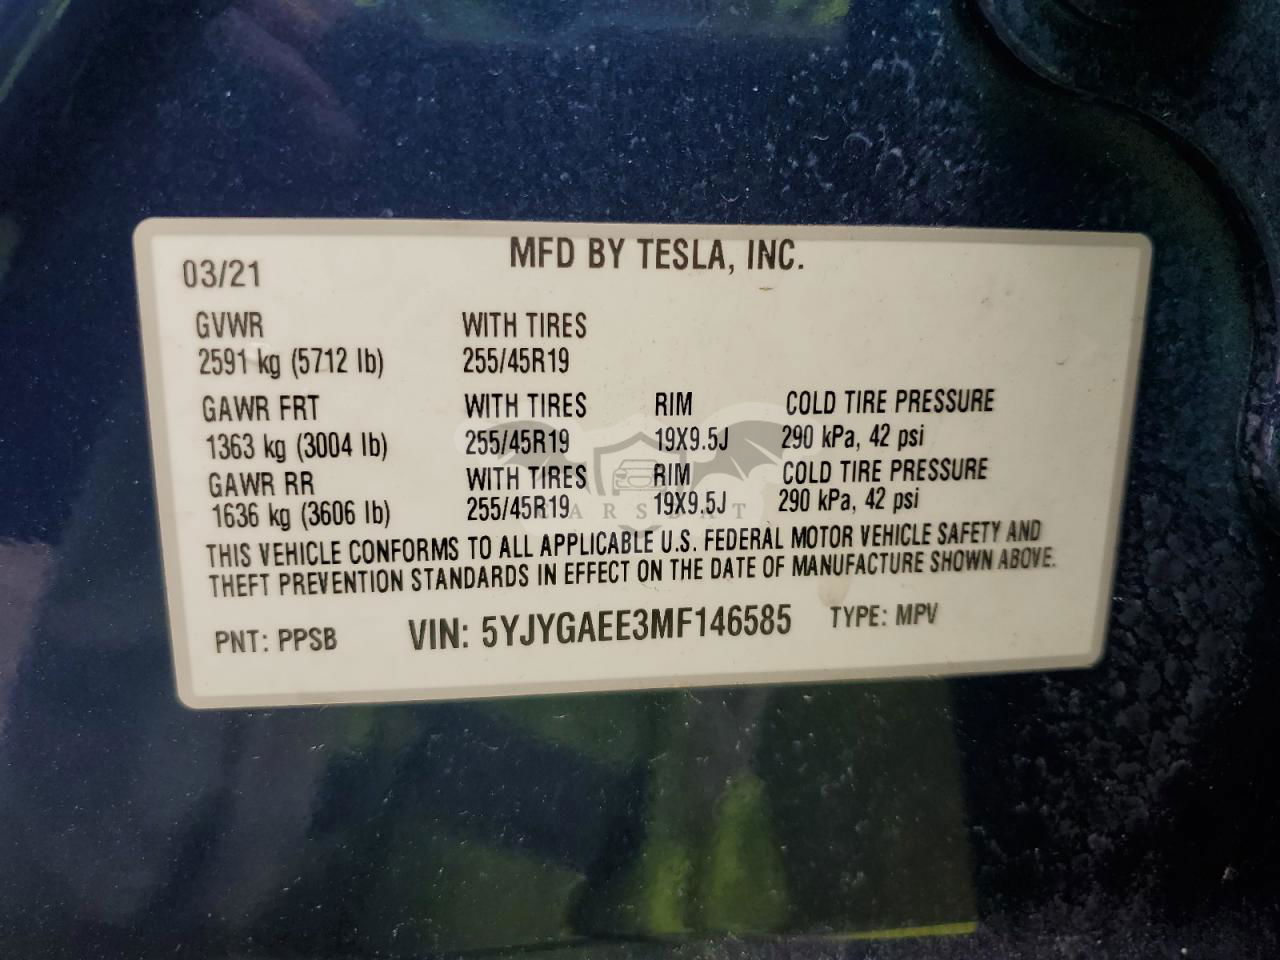 MFD BY TESLA, INC.
03/21
GVWR WITH TIRES
2591 kg (5712 lb) 255/45R19
GAWR FRT WITH TIRES RIM COLD TIRE PRESSURE
1363 kg (3004 lb) 255/45R19 19X9.5J 290 kPa, 42 psi
GAWR RR WITH TIRES RIM COLD TIRE PRESSURE
1636 kg (3606 lb) 255/45R19 19X9.5J 290 kPa, 42 psi
THIS VEHICLE CONFORMS TO ALL APPLICABLE U.S. FEDERAL MOTOR VEHICLE SAFETY AND
THEFT PREVENTION STANDARDS IN EFFECT ON THE DATE OF MANUFACTURE SHOWN ABOVE.
PNT: PPSB VIN: 5YJYGAEE3MF146585 TYPE: MPV